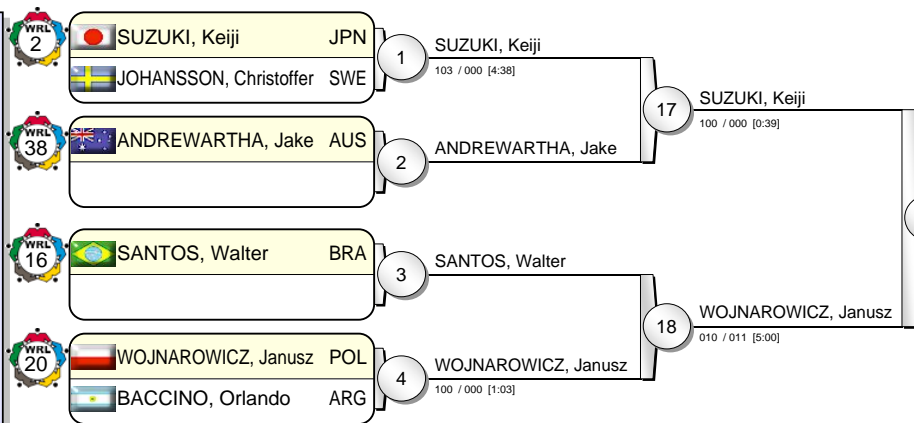 WRL
2
SUZUKI, Keiji JPN
JOHANSSON, Christoffer SWE
1
SUZUKI, Keiji
103 / 000 [4:38]
WRL
38
ANDREWARTHA, Jake AUS
2
ANDREWARTHA, Jake
17
SUZUKI, Keiji
100 / 000 [0:39]
WRL
16
SANTOS, Walter BRA
3
SANTOS, Walter
WRL
20
WOJNAROWICZ, Janusz POL
BACCINO, Orlando ARG
4
WOJNAROWICZ, Janusz
100 / 000 [1:03]
18
WOJNAROWICZ, Janusz
010 / 011 [5:00]